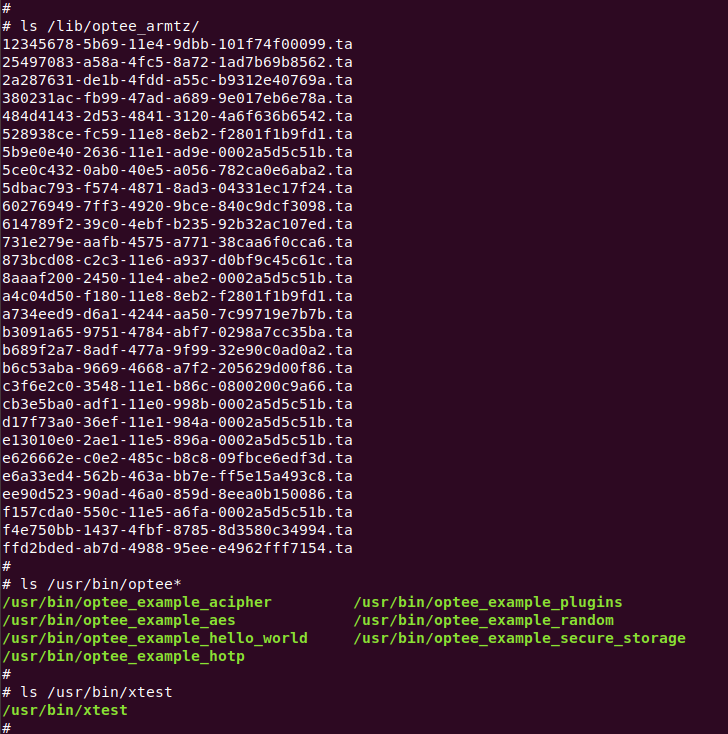 #
# ls /lib/optee_armtz/
12345678-5b69-11e4-9dbb-101f74f00099.ta
25497083-a58a-4fc5-8a72-1ad7b69b8562.ta
2a287631-de1b-4fdd-a55c-b9312e40769a.ta
380231ac-fb99-47ad-a689-9e017eb6e78a.ta
484d4143-2d53-4841-3120-4a6f636b6542.ta
528938ce-fc59-11e8-8eb2-f2801f1b9fd1.ta
5b9e0e40-2636-11e1-ad9e-0002a5d5c51b.ta
5ce0c432-0ab0-40e5-a056-782ca0e6aba2.ta
5dbac793-f574-4871-8ad3-04331ec17f24.ta
60276949-7ff3-4920-9bce-840c9dcf3098.ta
614789f2-39c0-4ebf-b235-92b32ac107ed.ta
731e279e-aafb-4575-a771-38caa6f0cca6.ta
873bcd08-c2c3-11e6-a937-d0bf9c45c61c.ta
8aaaf200-2450-11e4-abe2-0002a5d5c51b.ta
a4c04d50-f180-11e8-8eb2-f2801f1b9fd1.ta
a734eed9-d6a1-4244-aa50-7c99719e7b7b.ta
b3091a65-9751-4784-abf7-0298a7cc35ba.ta
b689f2a7-8adf-477a-9f99-32e90c0ad0a2.ta
b6c53aba-9669-4668-a7f2-205629d00f86.ta
c3f6e2c0-3548-11e1-b86c-0800200c9a66.ta
cb3e5ba0-adf1-11e0-998b-0002a5d5c51b.ta
d17f73a0-36ef-11e1-984a-0002a5d5c51b.ta
e13010e0-2ae1-11e5-896a-0002a5d5c51b.ta
e626662e-c0e2-485c-b8c8-09fbce6edf3d.ta
e6a33ed4-562b-463a-bb7e-ff5e15a493c8.ta
ee90d523-90ad-46a0-859d-8eea0b150086.ta
f157cda0-550c-11e5-a6fa-0002a5d5c51b.ta
f4e750bb-1437-4fbf-8785-8d3580c34994.ta
ffd2bded-ab7d-4988-95ee-e4962fff7154.ta
#
# ls /usr/bin/optee*
/usr/bin/optee_example_acipher         /usr/bin/optee_example_plugins
/usr/bin/optee_example_aes             /usr/bin/optee_example_random
/usr/bin/optee_example_hello_world     /usr/bin/optee_example_secure_storage
/usr/bin/optee_example_hotp
#
# ls /usr/bin/xtest
/usr/bin/xtest
#